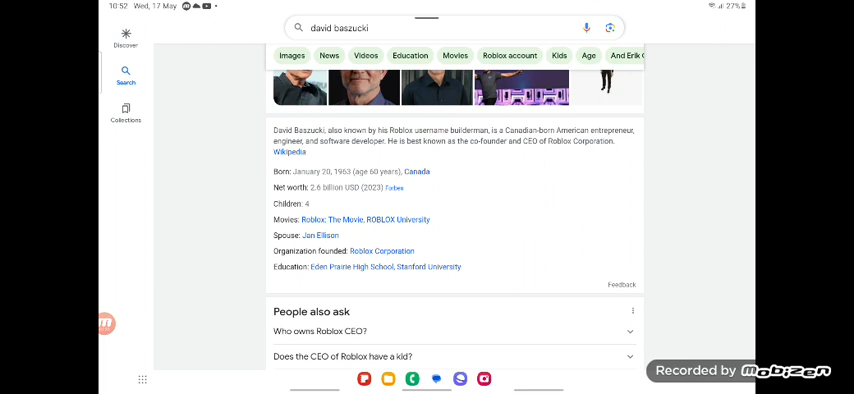 10:52 Wed, 17 May
27%
david baszucki
Discover
Search
Collections
Images News Videos Education Movies Roblox account Kids Age And Erik C
David Baszucki, also known by his Roblox username builderman, is a Canadian-born American entrepreneur,
engineer, and software developer. He is best known as the co-founder and CEO of Roblox Corporation.
Wikipedia
Born: January 20, 1963 (age 60 years), Canada
Net worth: 2.6 billion USD (2023) Forbes
Children: 4
Movies: Roblox: The Movie, ROBLOX University
Spouse: Jan Ellison
Organization founded: Roblox Corporation
Education: Eden Prairie High School, Stanford University
Feedback
People also ask
Who owns Roblox CEO?
Does the CEO of Roblox have a kid?
Recorded by mobizen